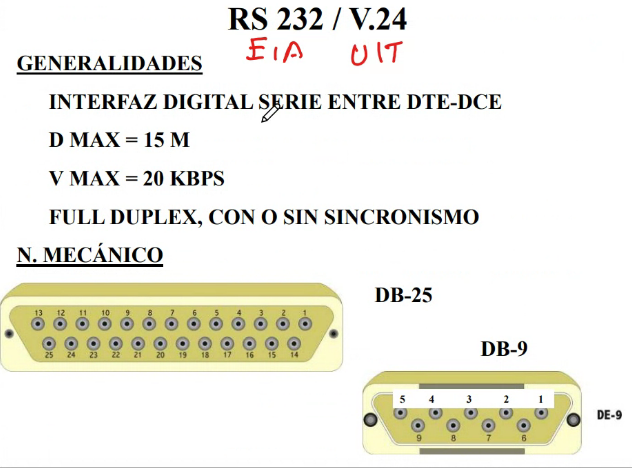 RS 232 / V.24
EIA UIT
GENERALIDADES
INTERFAZ DIGITAL SERIE ENTRE DTE-DCE
D MAX = 15 M
V MAX = 20 KBPS
FULL DUPLEX, CON O SIN SINCRONISMO
N. MECÁNICO
DB-25
13 12 11 10 9 8 7 6 5 4 3 2 1
25 24 23 22 21 20 19 18 17 16 15 14
DB-9
5 4 3 2 1
DE-9
9 8 7 6